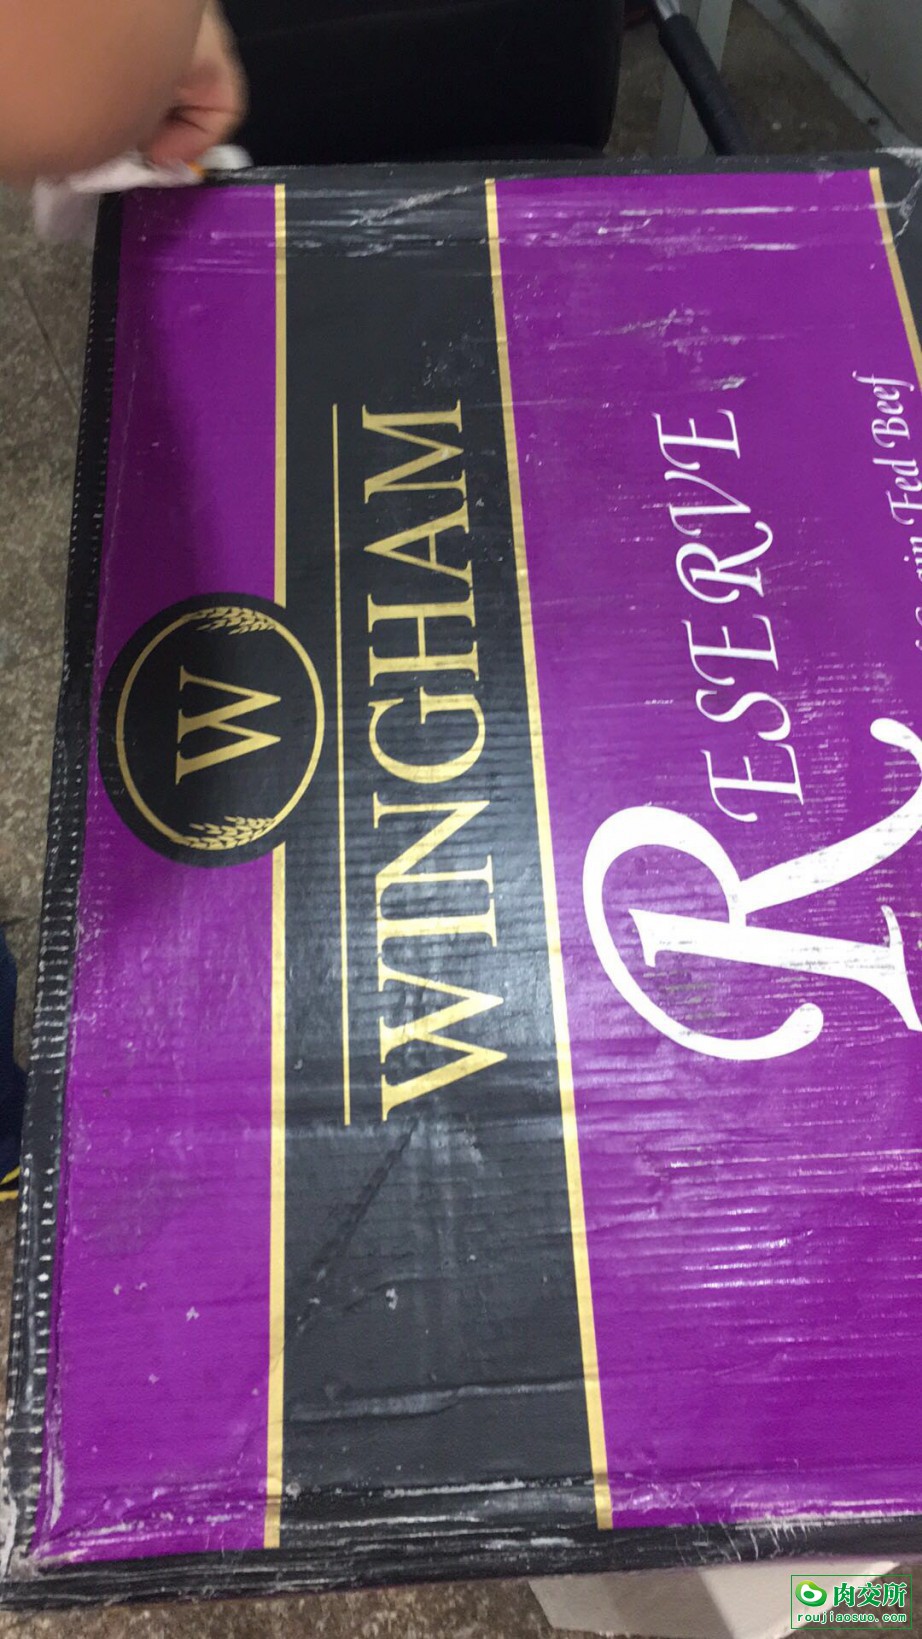 W
WINGHAM
RESERVE
Fed Beef
肉交所
roujiaosuo.com